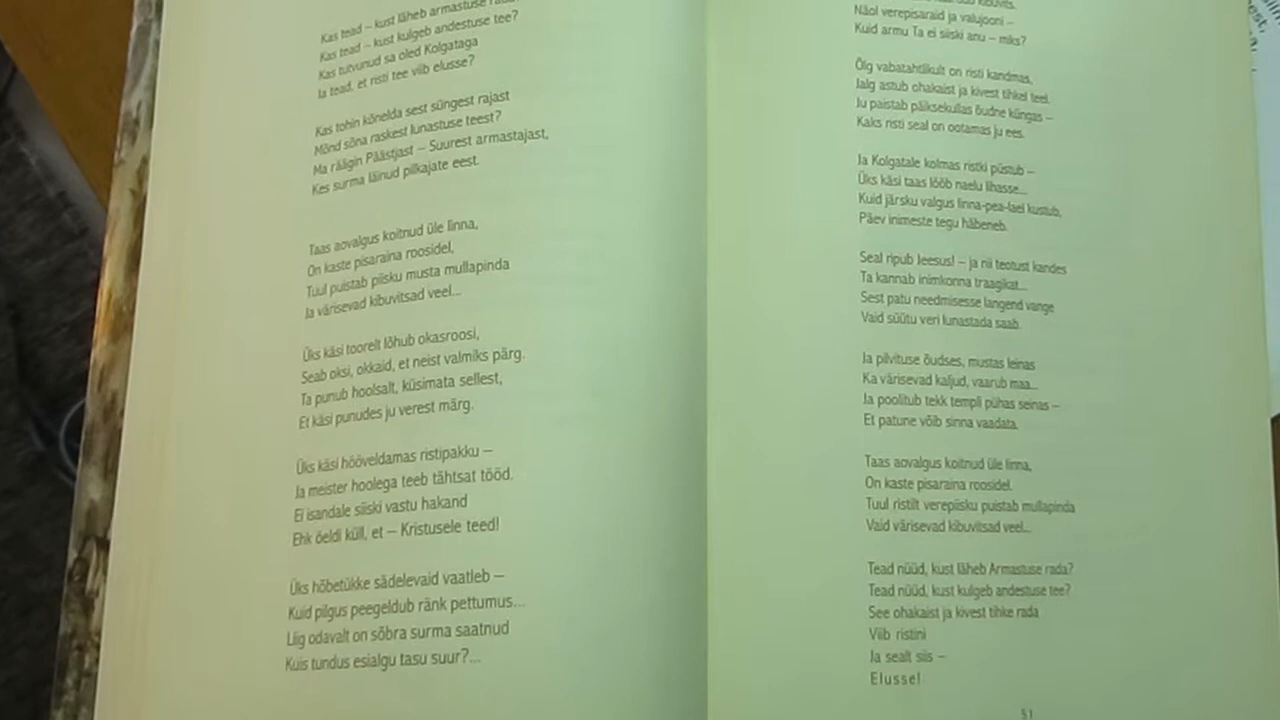 Kas tead – kust läheb armastuse rada
Kas tead – kust kulgeb andestuse tee?
Kas tutvunud sa oled Kolgataga
Ja tead, et risti tee viib elusse?
Kas tohin kõnelda sest süngest rajast
Mõnd sõna raskest lunastuse teest?
Ma räägin Päästjast – Suurest armastajast,
Kes surma läinud pilkajate eest.
Taas aovalgus koitnud üle linna,
On kaste pisaraina roosidel,
Tuul puistab piisku musta mullapinda
Ja värisevad kibuvitsad veel...
Üks käsi toorelt lõhub okasroosi,
Seab oksi, okkaid, et neist valmiks pärg.
Ta punub hoolsalt, küsimata sellest,
Et käsi punudes ju verest märg.
Üks käsi hööveldamas ristipakku –
Ja meister hoolega teeb tähtsat tööd.
Ei isandale siiski vastu hakand
Ehk öeldi küll, et – Kristusele teed!
Üks hõbetükke sädelevaid vaatleb –
Kuid pilgus peegeldub ränk pettumus...
Liig odavalt on sõbra surma saatnud
Kuis tundus esialgu tasu suur?...
kibuvits.
Näol verepisaraid ja valujooni –
Kuid armu Ta ei siiski anu – miks?
Õlg vabatahtlikult on risti kandmas,
Jalg astub ohakaist ja kivest tihkel teel,
Ju paistab päiksekullas õudne küngas –
Kaks risti seal on ootamas ju ees.
Ja Kolgatale kolmas ristki püstub –
Üks käsi taas lööb naelu lihasse...
Kuid järsku valgus linna-pea-lael kustub,
Päev inimeste tegu häbeneb.
Seal ripub Jeesus! – ja nii teotust kandes
Ta kannab inimkonna traagikat...
Sest patu needmisesse langend vange
Vaid süütu veri lunastada saab.
Ja pilvituse õudses, mustas leinas
Ka värisevad kaljud, vaarub maa...
Ja poolitub tekk templi pühas seinas –
Et patune võib sinna vaadata.
Taas aovalgus koitnud üle linna,
On kaste pisaraina roosidel.
Tuul ristilt verepiisku puistab mullapinda
Vaid värisevad kibuvitsad veel...
Tead nüüd, kust läheb Armastuse rada?
Tead nüüd, kust kulgeb andestuse tee?
See ohakaist ja kivest tihke rada
Viib ristini
Ja sealt siis –
Elusse!
51